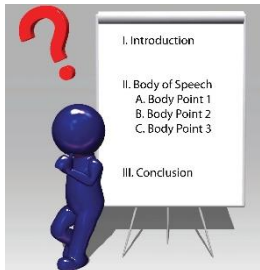 I. Introduction
II. Body of Speech
A. Body Point 1
B. Body Point 2
C. Body Point 3
III. Conclusion